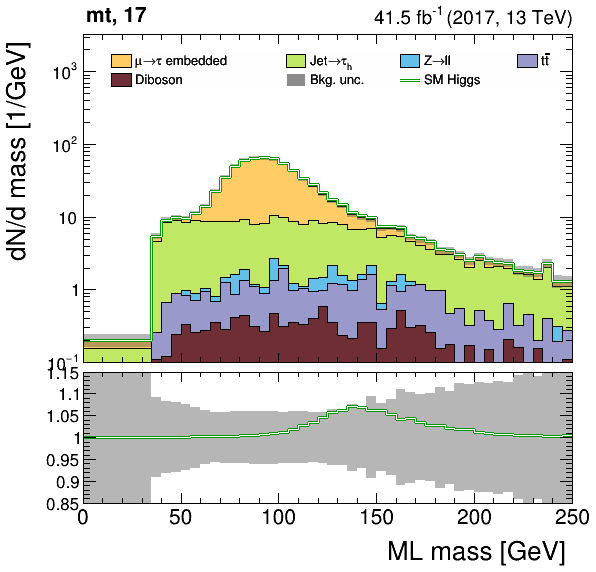 mt, 17
41.5 fb⁻¹ (2017, 13 TeV)
dN/d mass [1/GeV]
μ→τ embedded
Jet→τₕ
Z→ll
tt̄
Diboson
Bkg. unc.
SM Higgs
10³
10²
10
1
10⁻¹
1.15
1.1
1.05
1
0.95
0.9
0.85
0 50 100 150 200 250
ML mass [GeV]